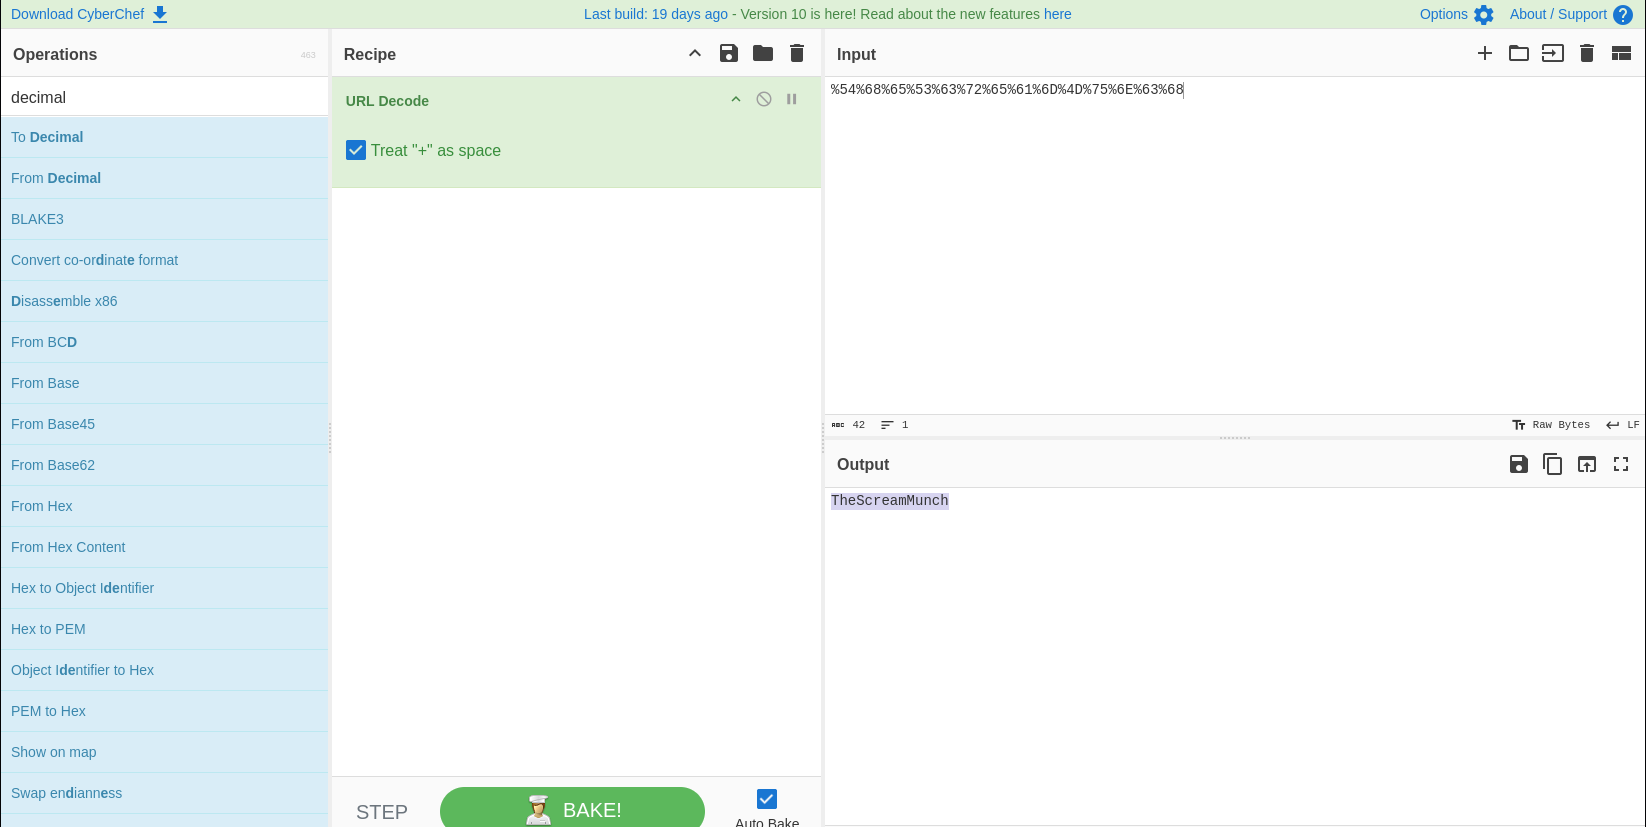 Download CyberChef
Last build: 19 days ago - Version 10 is here! Read about the new features here
Options
About / Support
Operations
463
decimal
To Decimal
From Decimal
BLAKE3
Convert co-ordinate format
Disassemble x86
From BCD
From Base
From Base45
From Base62
From Hex
From Hex Content
Hex to Object Identifier
Hex to PEM
Object Identifier to Hex
PEM to Hex
Show on map
Swap endianness
Recipe
URL Decode
Treat "+" as space
STEP
BAKE!
Auto Bake
Input
%54%68%65%53%63%72%65%61%6D%4D%75%6E%63%68
ABC 42 1
Tт Raw Bytes LF
Output
TheScreamMunch